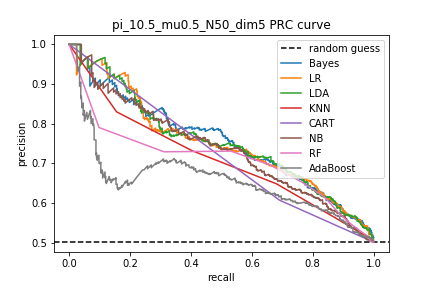 pi_10.5_mu0.5_N50_dim5 PRC curve
1.0
0.9
0.8
0.7
0.6
0.5
precision
random guess
Bayes
LR
LDA
KNN
CART
NB
RF
AdaBoost
0.0 0.2 0.4 0.6 0.8 1.0
recall